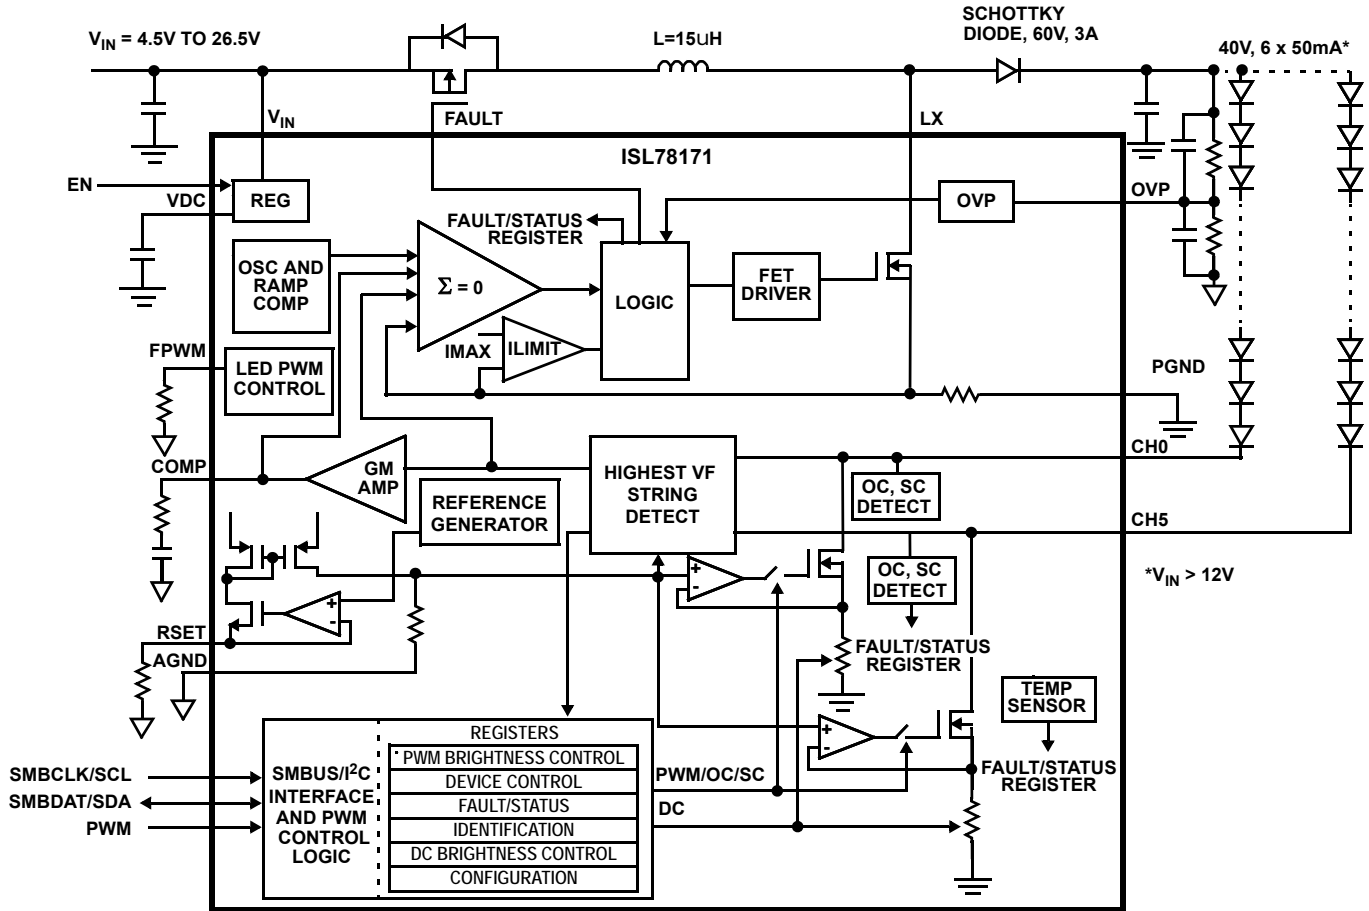 SCHOTTKY
DIODE, 60V, 3A
VIN = 4.5V TO 26.5V
L=15uH
40V, 6 x 50mA*
VIN
FAULT
LX
ISL78171
EN
VDC
REG
OVP
OVP
FAULT/STATUS
REGISTER
OSC AND
RAMP
COMP
Σ = 0
LOGIC
FET
DRIVER
IMAX
ILIMIT
FPWM
LED PWM
CONTROL
PGND
COMP
GM
AMP
HIGHEST VF
STRING
DETECT
CH0
OC, SC
DETECT
REFERENCE
GENERATOR
CH5
+
-
OC, SC
DETECT
*VIN > 12V
+
-
RSET
AGND
FAULT/STATUS
REGISTER
TEMP
SENSOR
+
-
FAULT/STATUS
REGISTER
REGISTERS
PWM BRIGHTNESS CONTROL
DEVICE CONTROL
FAULT/STATUS
IDENTIFICATION
DC BRIGHTNESS CONTROL
CONFIGURATION
SMBCLK/SCL
SMBDAT/SDA
PWM
SMBUS/I²C
INTERFACE
AND PWM
CONTROL
LOGIC
PWM/OC/SC
DC